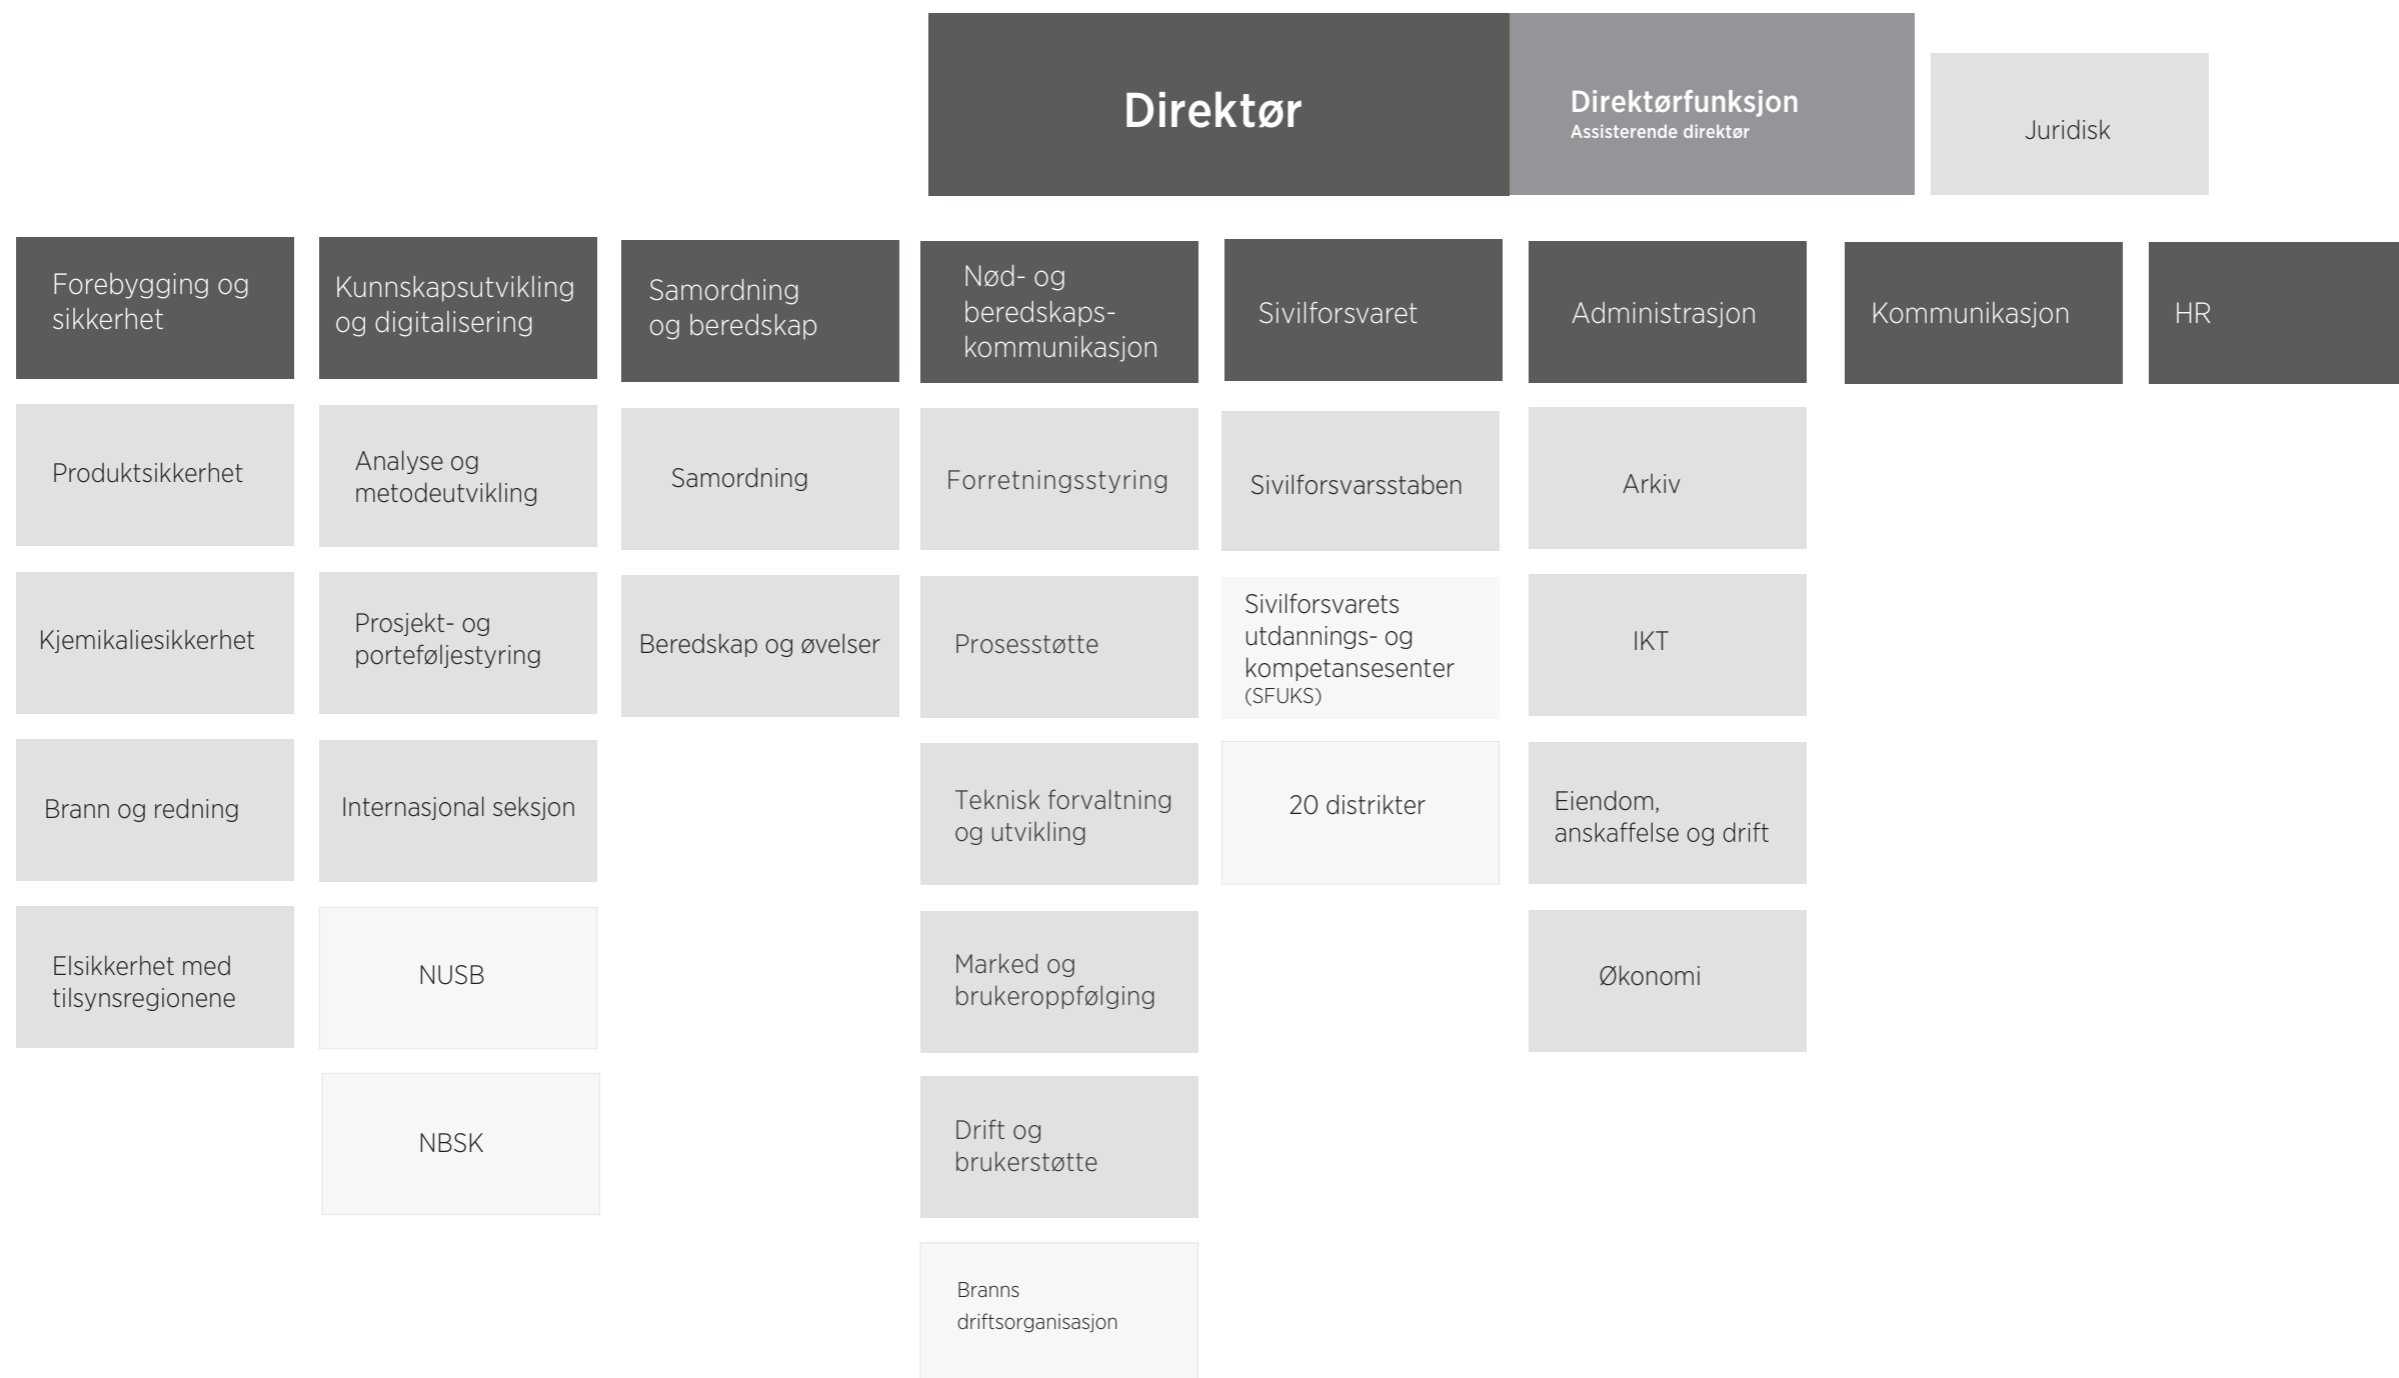 Direktør
Direktørfunksjon
Assisterende direktør
Juridisk
Forebygging og
sikkerhet
Kunnskapsutvikling
og digitalisering
Samordning
og beredskap
Nød- og
beredskaps-
kommunikasjon
Sivilforsvaret
Administrasjon
Kommunikasjon
HR
Produktsikkerhet
Analyse og
metodeutvikling
Samordning
Forretningsstyring
Sivilforsvarsstaben
Arkiv
Kjemikaliesikkerhet
Prosjekt- og
porteføljestyring
Beredskap og øvelser
Prosesstøtte
Sivilforsvarets
utdannings- og
kompetansesenter
(SFUKS)
IKT
Brann og redning
Internasjonal seksjon
Teknisk forvaltning
og utvikling
20 distrikter
Eiendom,
anskaffelse og drift
Elsikkerhet med
tilsynsregionene
NUSB
Marked og
brukeroppfølging
Økonomi
NBSK
Drift og
brukerstøtte
Branns
driftsorganisasjon